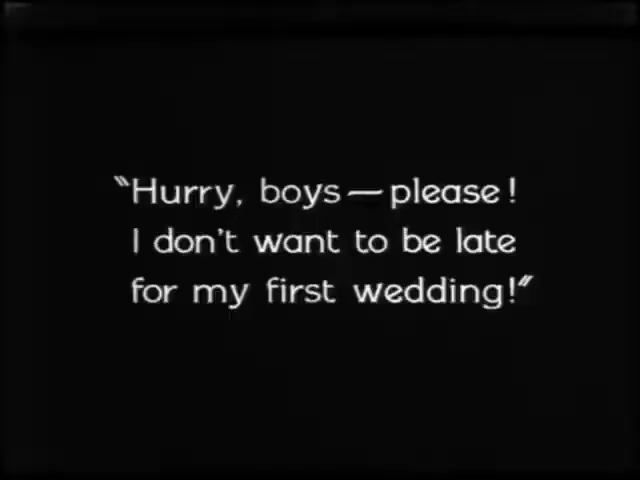 "Hurry, boys — please!
I don't want to be late
for my first wedding!"